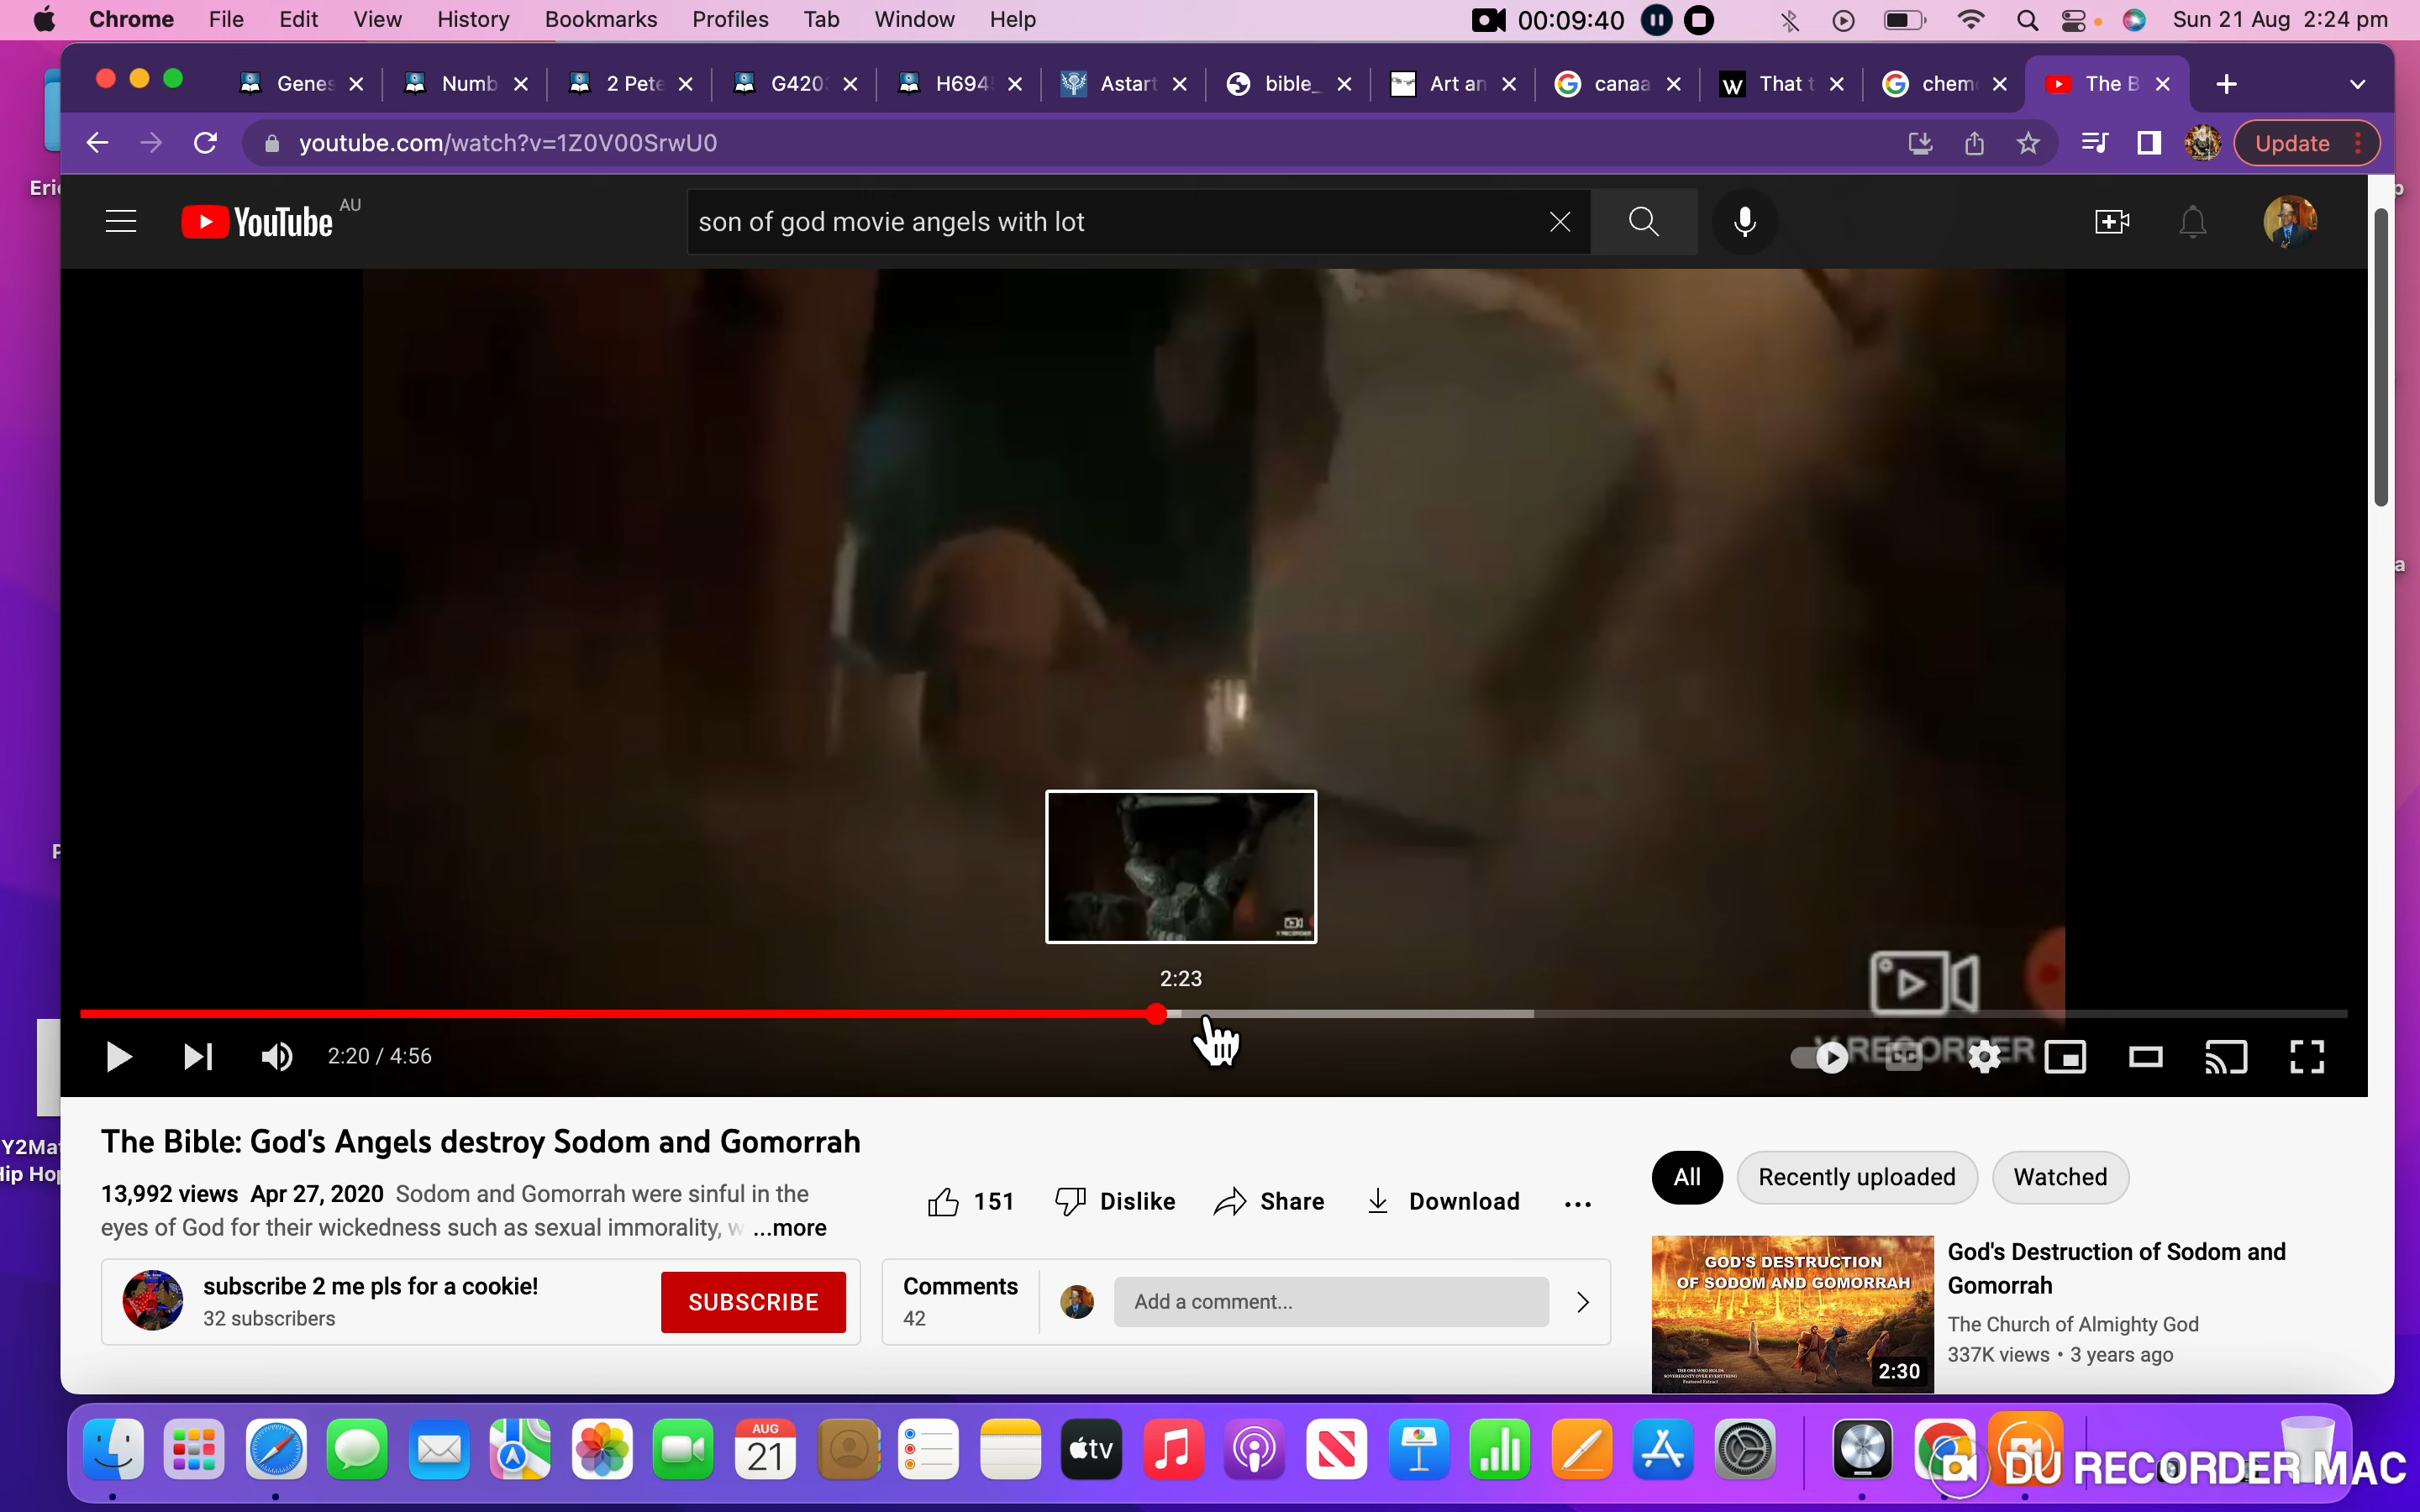 Chrome File Edit View History Bookmarks Profiles Tab Window Help 00:09:40 Sun 21 Aug 2:24 pm
Genes Numb 2 Pete G420 H694 Astart bible_ Art an canaa That t chem The B
youtube.com/watch?v=1Z0V00SrwU0 Update
YouTube AU
son of god movie angels with lot
2:23
2:20 / 4:56
The Bible: God's Angels destroy Sodom and Gomorrah
13,992 views Apr 27, 2020 Sodom and Gomorrah were sinful in the
eyes of God for their wickedness such as sexual immorality, w ...more
151 Dislike Share Download
subscribe 2 me pls for a cookie!
32 subscribers
SUBSCRIBE
Comments
42
Add a comment...
All Recently uploaded Watched
GOD'S DESTRUCTION
OF SODOM AND GOMORRAH
2:30
God's Destruction of Sodom and
Gomorrah
The Church of Almighty God
337K views • 3 years ago
Y2Ma
AUG
21
tv
DU RECORDER MAC